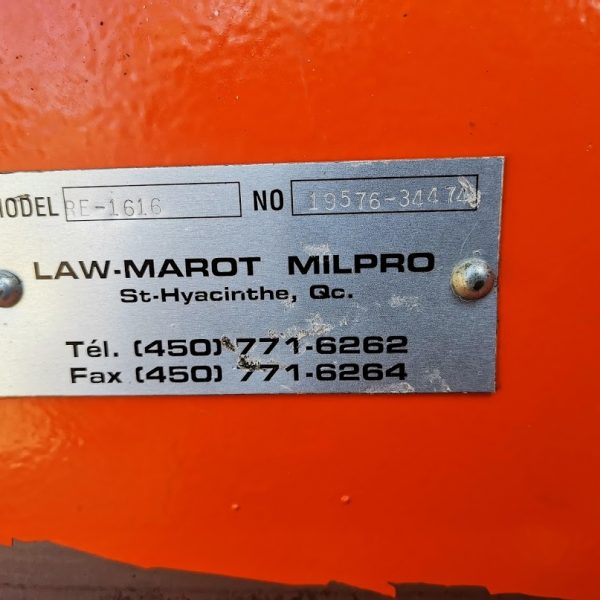 MODEL RE-1616 NO 19576-34474
LAW-MAROT MILPRO
St-Hyacinthe, Qc.
Tél. (450) 771-6262
Fax (450) 771-6264